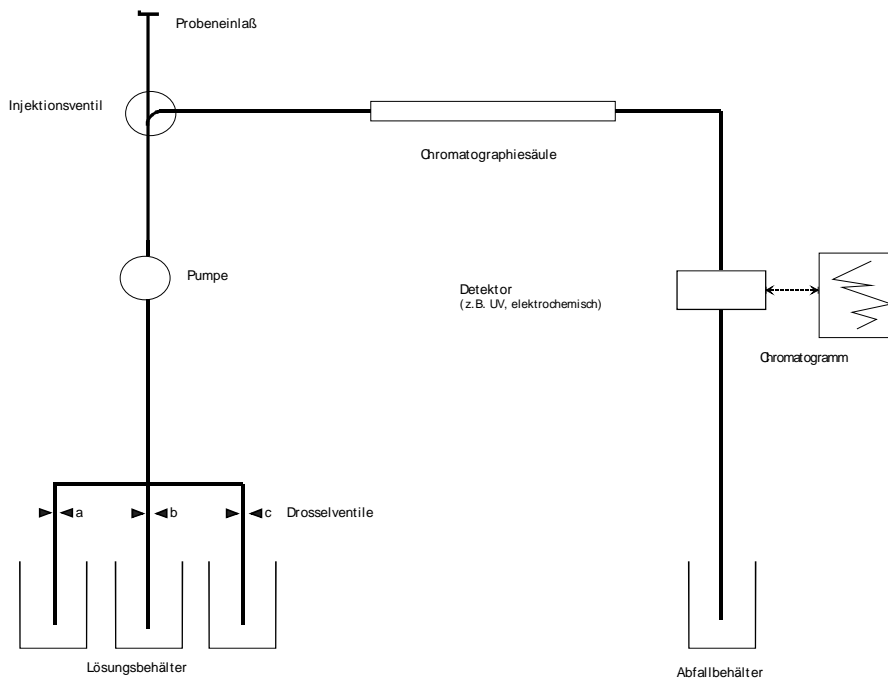 Probeneinlaß
Injektionsventil
Chromatographiesäule
Pumpe
Detektor
(z.B. UV, elektrochemisch)
Chromatogramm
a
b
c
Drosselventile
Lösungsbehälter
Abfallbehälter